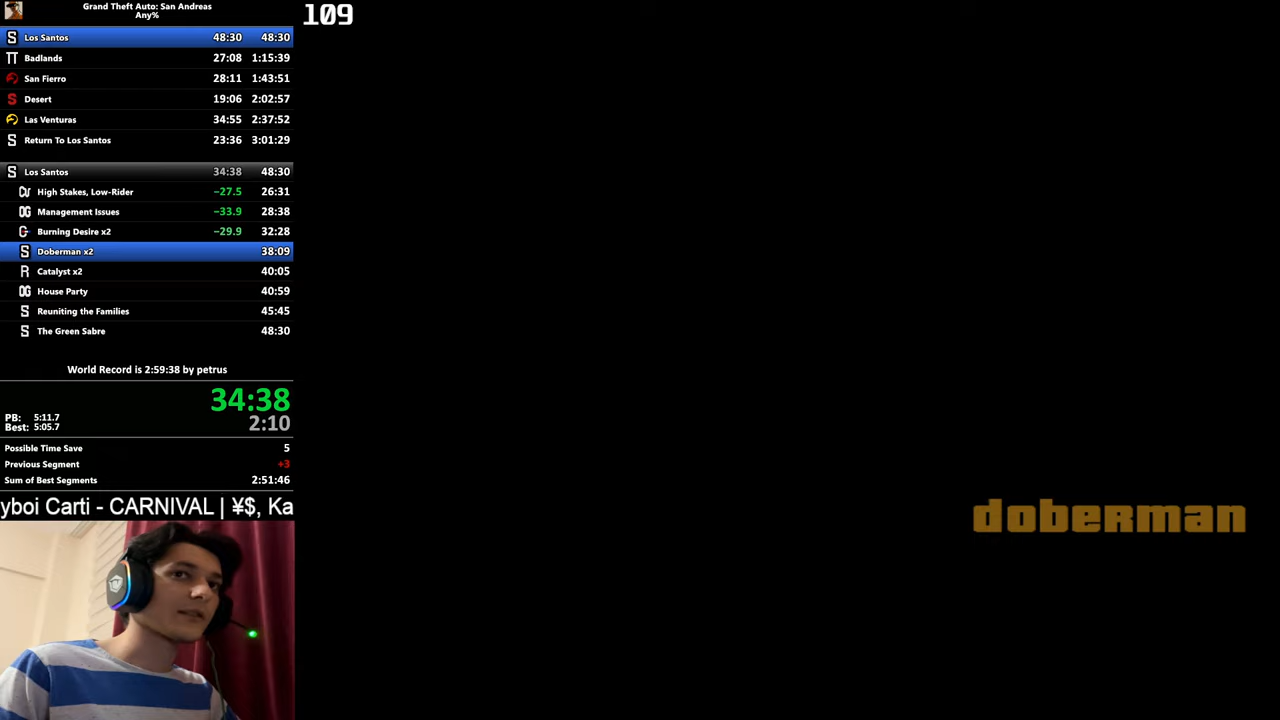 Grand Theft Auto: San Andreas
Any%
109
S Los Santos 48:30 48:30
Badlands 27:08 1:15:39
San Fierro 28:11 1:43:51
S Desert 19:06 2:02:57
Las Venturas 34:55 2:37:52
S Return To Los Santos 23:36 3:01:29
S Los Santos 34:38 48:30
High Stakes, Low-Rider −27.5 26:31
OG Management Issues −33.9 28:38
Burning Desire x2 −29.9 32:28
S Doberman x2 38:09
R Catalyst x2 40:05
OG House Party 40:59
S Reuniting the Families 45:45
S The Green Sabre 48:30
World Record is 2:59:38 by petrus
34:38
PB: 5:11.7
Best: 5:05.7
2:10
Possible Time Save 5
Previous Segment +3
Sum of Best Segments 2:51:46
yboi Carti - CARNIVAL | ¥$, Ka
doberman